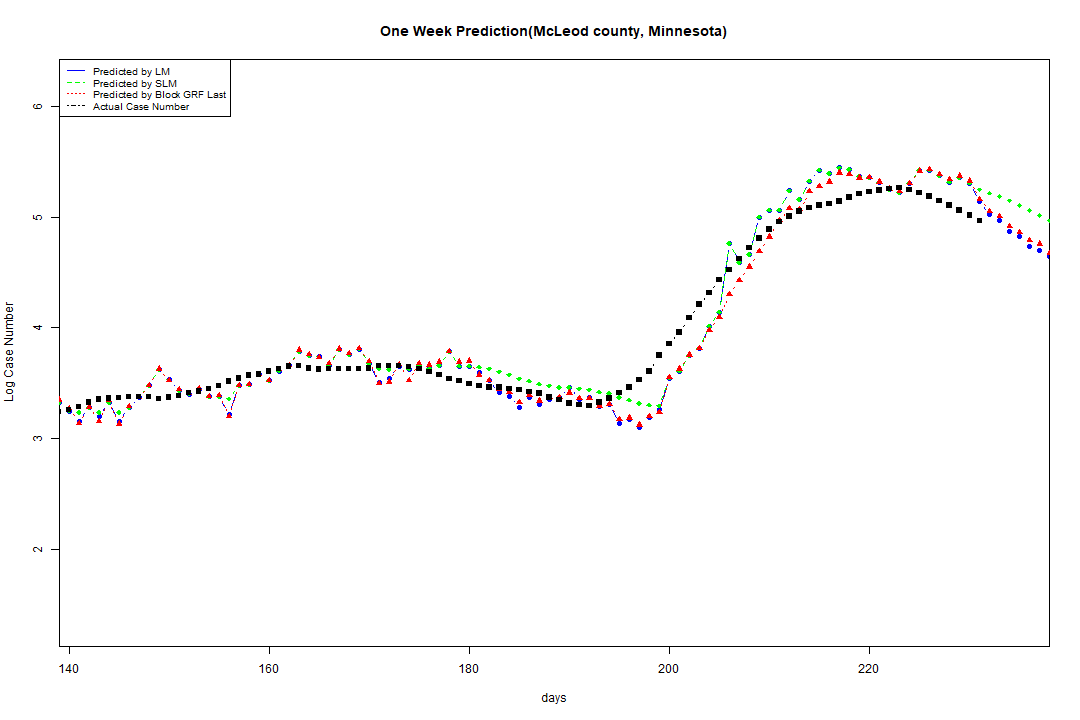 One Week Prediction(McLeod county, Minnesota)
Predicted by LM
Predicted by SLM
Predicted by Block GRF Last
Actual Case Number
6
5
4
3
2
Log Case Number
140 160 180 200 220
days